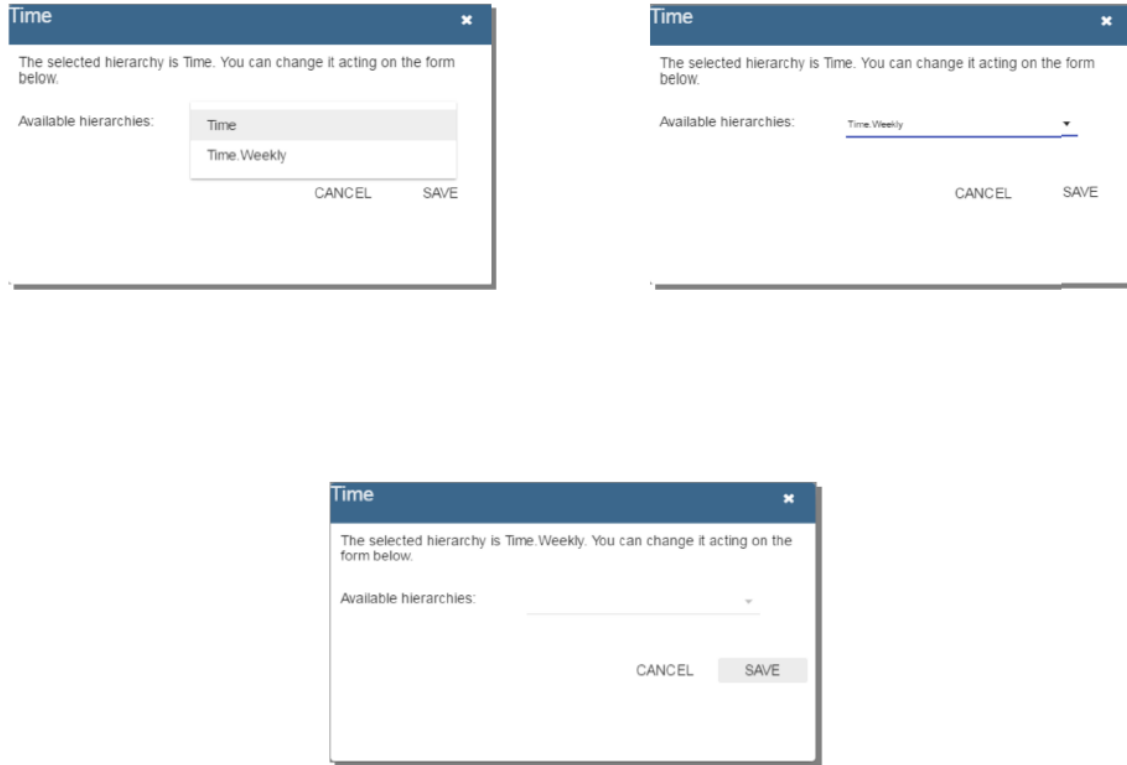 Time
The selected hierarchy is Time. You can change it acting on the form
below.
Available hierarchies:
Time
Time.Weekly
CANCEL SAVE
Time
The selected hierarchy is Time. You can change it acting on the form
below.
Available hierarchies:
Time.Weekly
CANCEL SAVE
Time
The selected hierarchy is Time.Weekly. You can change it acting on the
form below.
Available hierarchies:
CANCEL SAVE